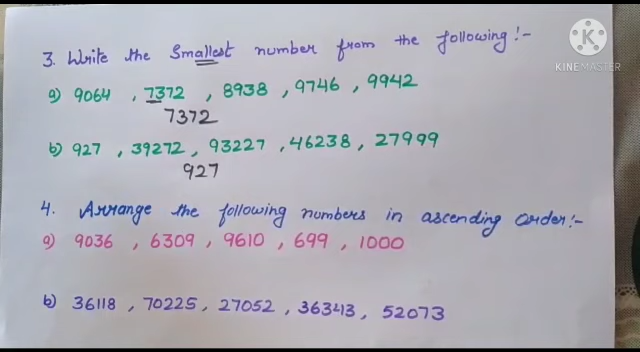 3. Write the Smallest number from the following:-
a) 9064 , 7372 , 8938 , 9746 , 9942
7372
b) 927 , 39272 , 93227 , 46238 , 27999
927
4. Arrange the following numbers in ascending order:-
a) 9036 , 6309 , 9610 , 699 , 1000
b) 36118 , 70225 , 27052 , 36343 , 52073
K
KINEMASTER